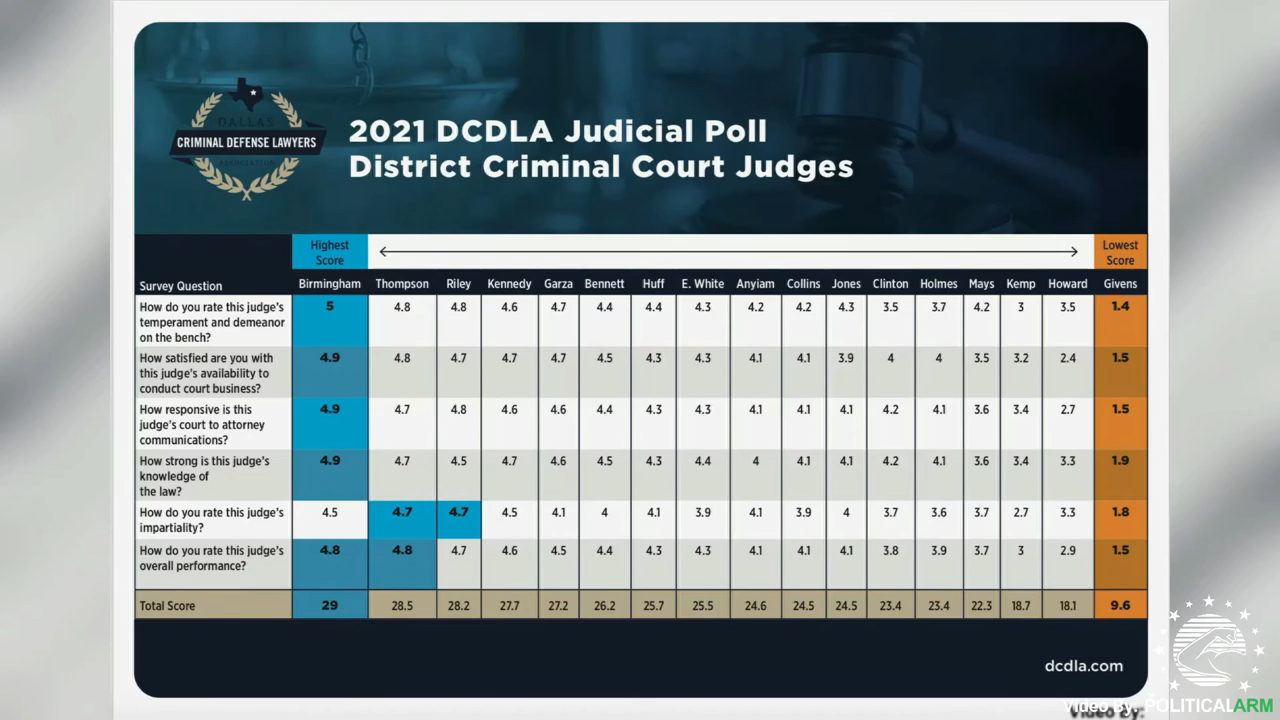 DALLAS
CRIMINAL DEFENSE LAWYERS
ASSOCIATION
2021 DCDLA Judicial Poll
District Criminal Court Judges
Highest
Score
Lowest
Score
Survey Question Birmingham Thompson Riley Kennedy Garza Bennett Huff E. White Anyiam Collins Jones Clinton Holmes Mays Kemp Howard Givens
How do you rate this judge's 5 4.8 4.8 4.6 4.7 4.4 4.4 4.3 4.2 4.2 4.3 3.5 3.7 4.2 3 3.5 1.4
temperament and demeanor
on the bench?
How satisfied are you with 4.9 4.8 4.7 4.7 4.7 4.5 4.3 4.3 4.1 4.1 3.9 4 4 3.5 3.2 2.4 1.5
this judge's availability to
conduct court business?
How responsive is this 4.9 4.7 4.8 4.6 4.6 4.4 4.3 4.3 4.1 4.1 4.1 4.2 4.1 3.6 3.4 2.7 1.5
judge's court to attorney
communications?
How strong is this judge's 4.9 4.7 4.5 4.7 4.6 4.5 4.3 4.4 4 4.1 4.1 4.2 4.1 3.6 3.4 3.3 1.9
knowledge of
the law?
How do you rate this judge's 4.5 4.7 4.7 4.5 4.1 4 4.1 3.9 4.1 3.9 4 3.7 3.6 3.7 2.7 3.3 1.8
impartiality?
How do you rate this judge's 4.8 4.8 4.7 4.6 4.5 4.4 4.3 4.3 4.1 4.1 4.1 3.8 3.9 3.7 3 2.9 1.5
overall performance?
Total Score 29 28.5 28.2 27.7 27.2 26.2 25.7 25.5 24.6 24.5 24.5 23.4 23.4 22.3 18.7 18.1 9.6
dcdla.com
Video By: POLITICALARM
Video By: